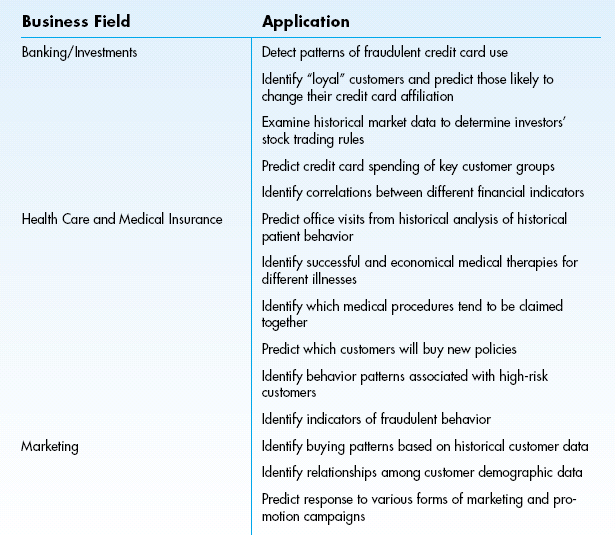 Business Field Application
Banking/Investments Detect patterns of fraudulent credit card use
Identify “loyal” customers and predict those likely to
change their credit card affiliation
Examine historical market data to determine investors’
stock trading rules
Predict credit card spending of key customer groups
Identify correlations between different financial indicators
Health Care and Medical Insurance Predict office visits from historical analysis of historical
patient behavior
Identify successful and economical medical therapies for
different illnesses
Identify which medical procedures tend to be claimed
together
Predict which customers will buy new policies
Identify behavior patterns associated with high-risk
customers
Identify indicators of fraudulent behavior
Marketing Identify buying patterns based on historical customer data
Identify relationships among customer demographic data
Predict response to various forms of marketing and pro-
motion campaigns